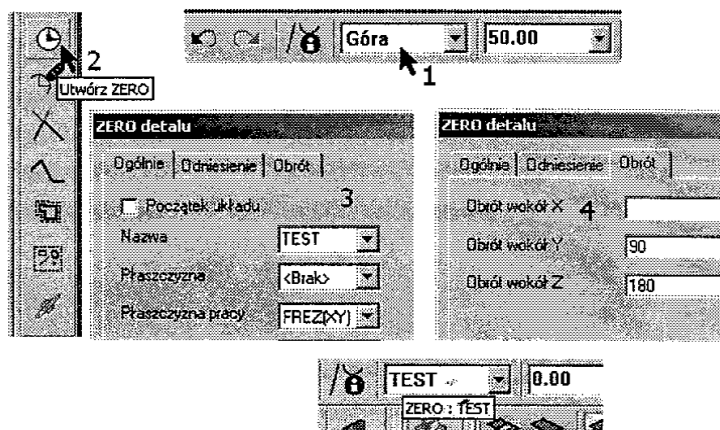 Góra 50.00
1
2
Utwórz ZERO
ZERO detalu
Ogólnie Odniesienie Obrót
Początek układu
3
Nazwa TEST
Płaszczyzna <Brak>
Płaszczyzna pracy FREZ(XY)
ZERO detalu
Ogólnie Odniesienie Obrót
Obrót wokół X
4
Obrót wokół Y 90
Obrót wokół Z 180
TEST 0.00
ZERO : TEST